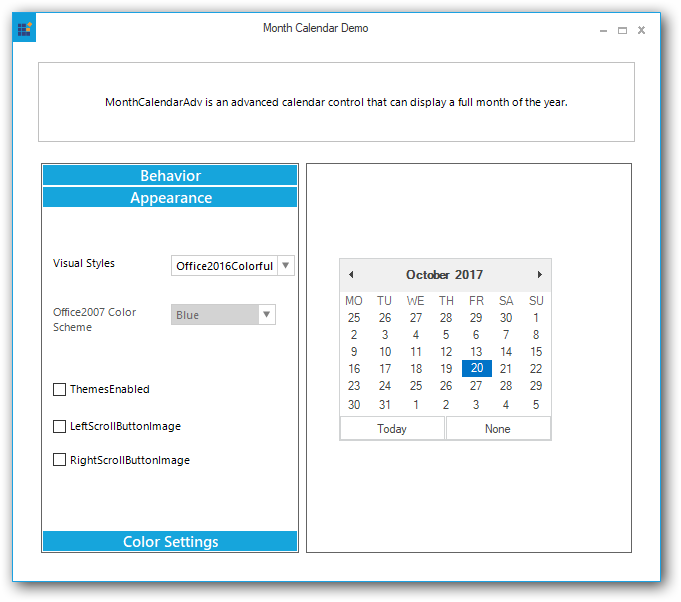 Month Calendar Demo
MonthCalendarAdv is an advanced calendar control that can display a full month of the year.
Behavior
Appearance
Visual Styles
Office2016Colorful
Office2007 Color
Scheme
Blue
ThemesEnabled
LeftScrollButtonImage
RightScrollButtonImage
Color Settings
October 2017
MO TU WE TH FR SA SU
25 26 27 28 29 30 1
2 3 4 5 6 7 8
9 10 11 12 13 14 15
16 17 18 19 20 21 22
23 24 25 26 27 28 29
30 31 1 2 3 4 5
Today
None